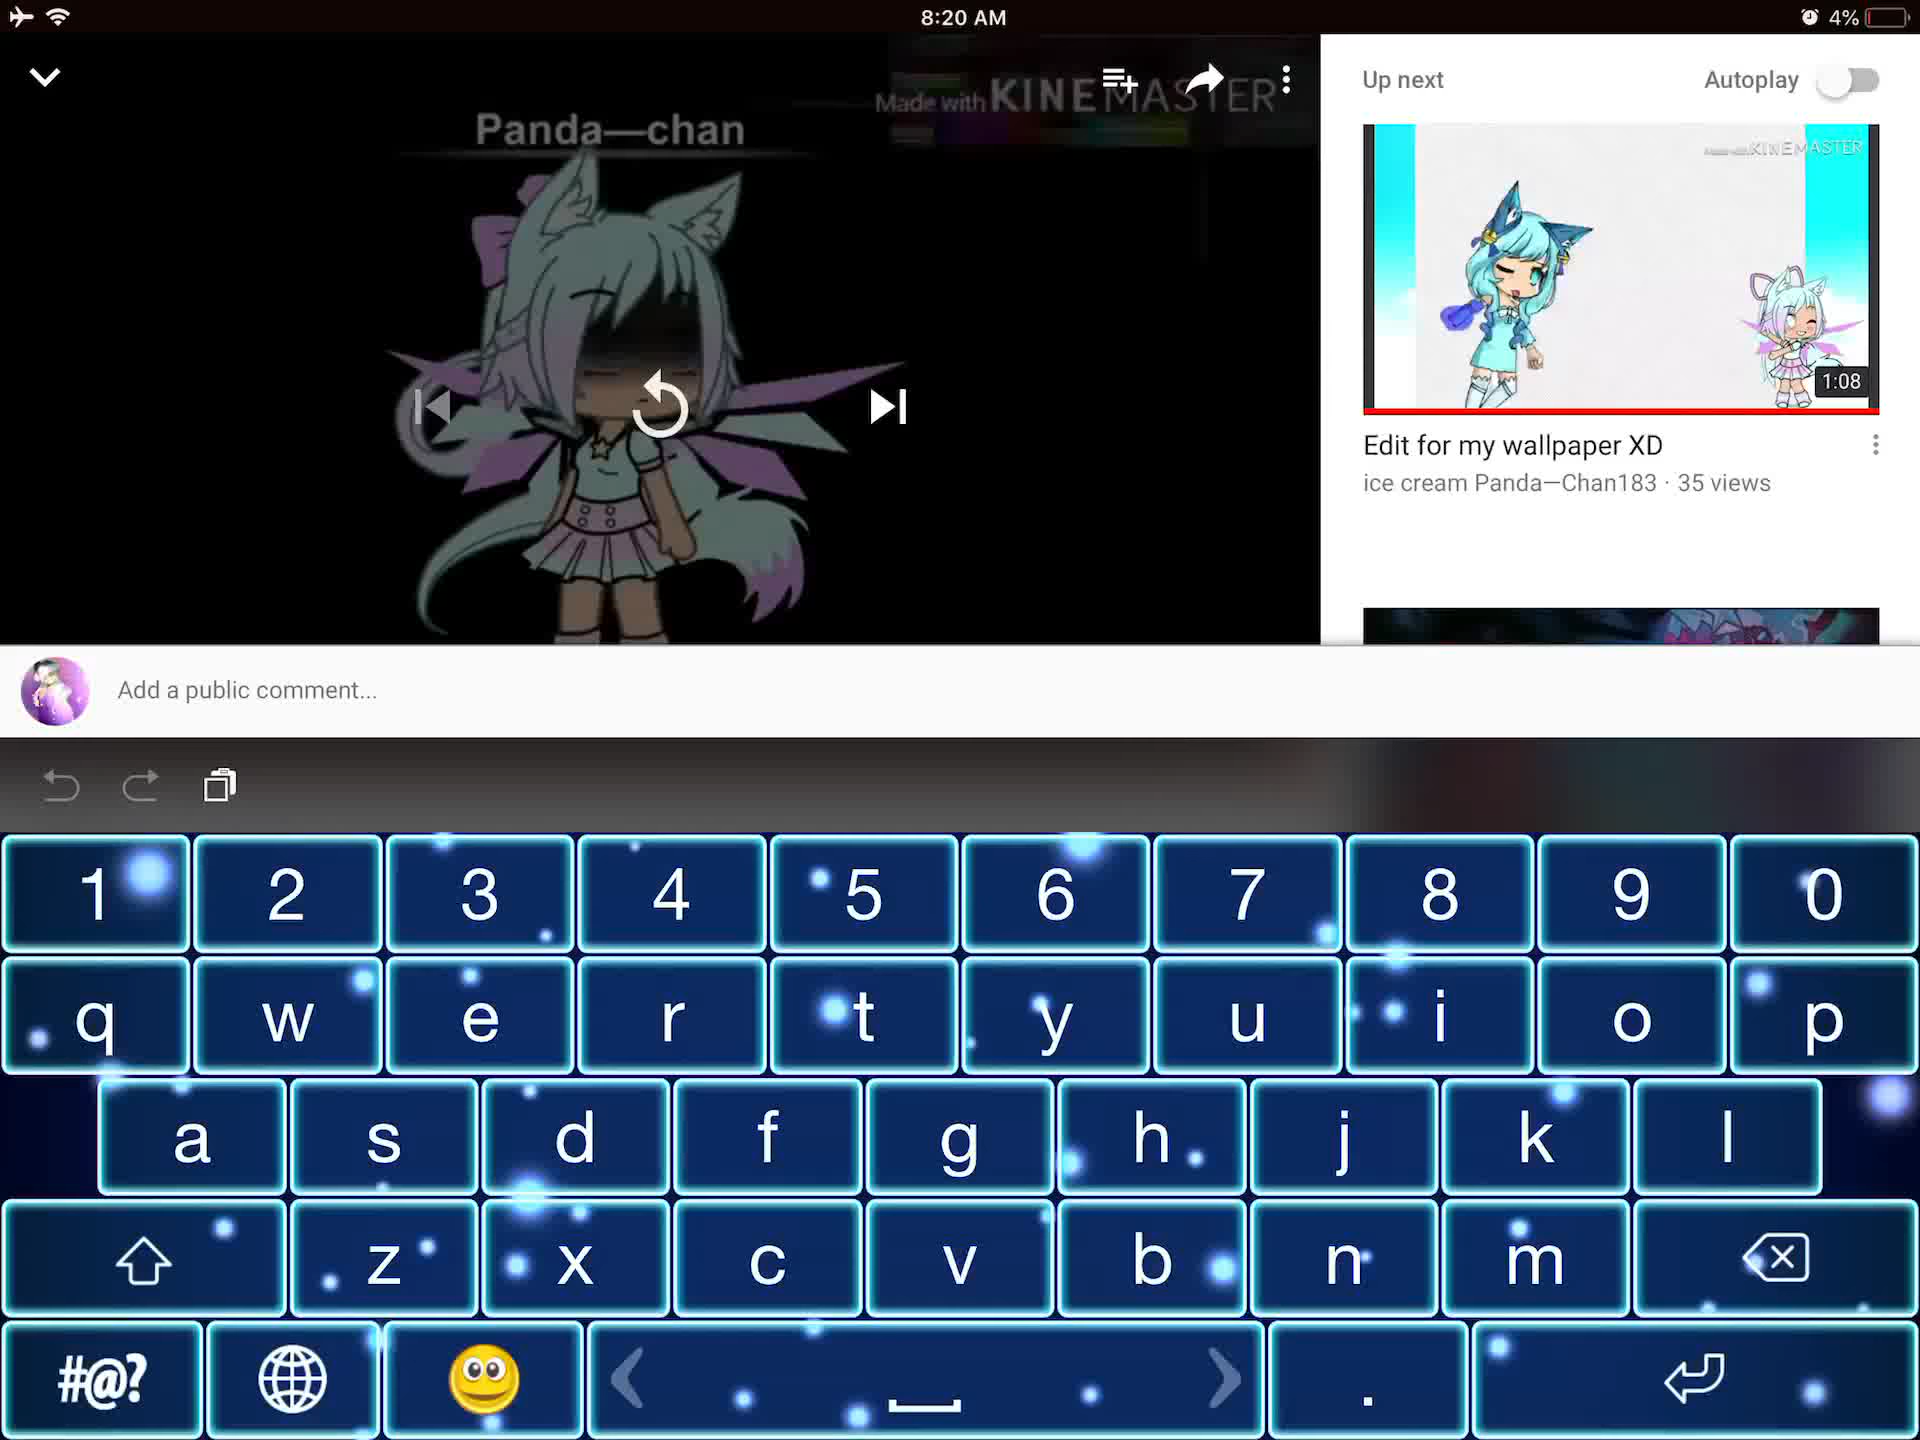 8:20 AM
4%
Made with KINEMASTER
Panda—chan
Up next
Autoplay
Made with KINEMASTER
1:08
Edit for my wallpaper XD
ice cream Panda—Chan183 · 35 views
Add a public comment...
1 2 3 4 5 6 7 8 9 0
q w e r t y u i o p
a s d f g h j k l
z x c v b n m
#@? .